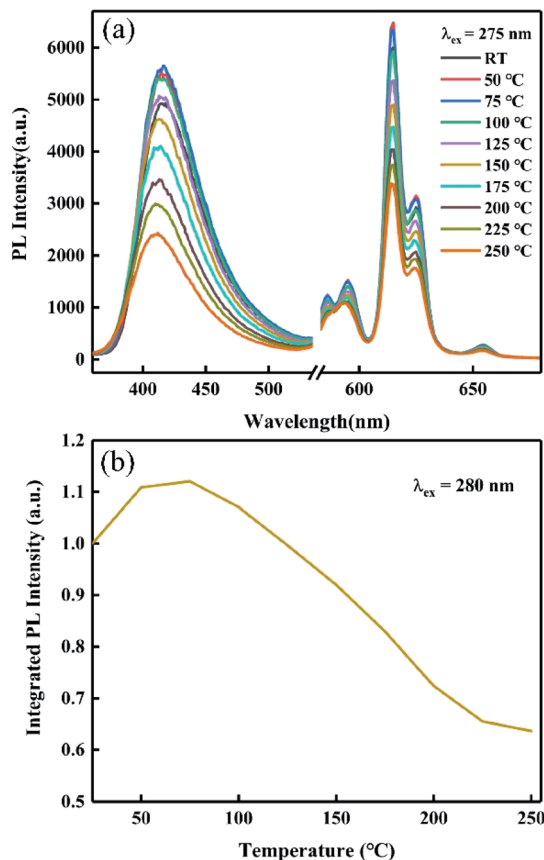 (a)
λex = 275 nm
RT
50 ℃
75 ℃
100 ℃
125 ℃
150 ℃
175 ℃
200 ℃
225 ℃
250 ℃
PL Intensity(a.u.)
6000
5000
4000
3000
2000
1000
0
400 450 500 600 650
Wavelength(nm)
(b)
λex = 280 nm
Integrated PL Intensity (a.u.)
1.2
1.1
1.0
0.9
0.8
0.7
0.6
0.5
50 100 150 200 250
Temperature (℃)